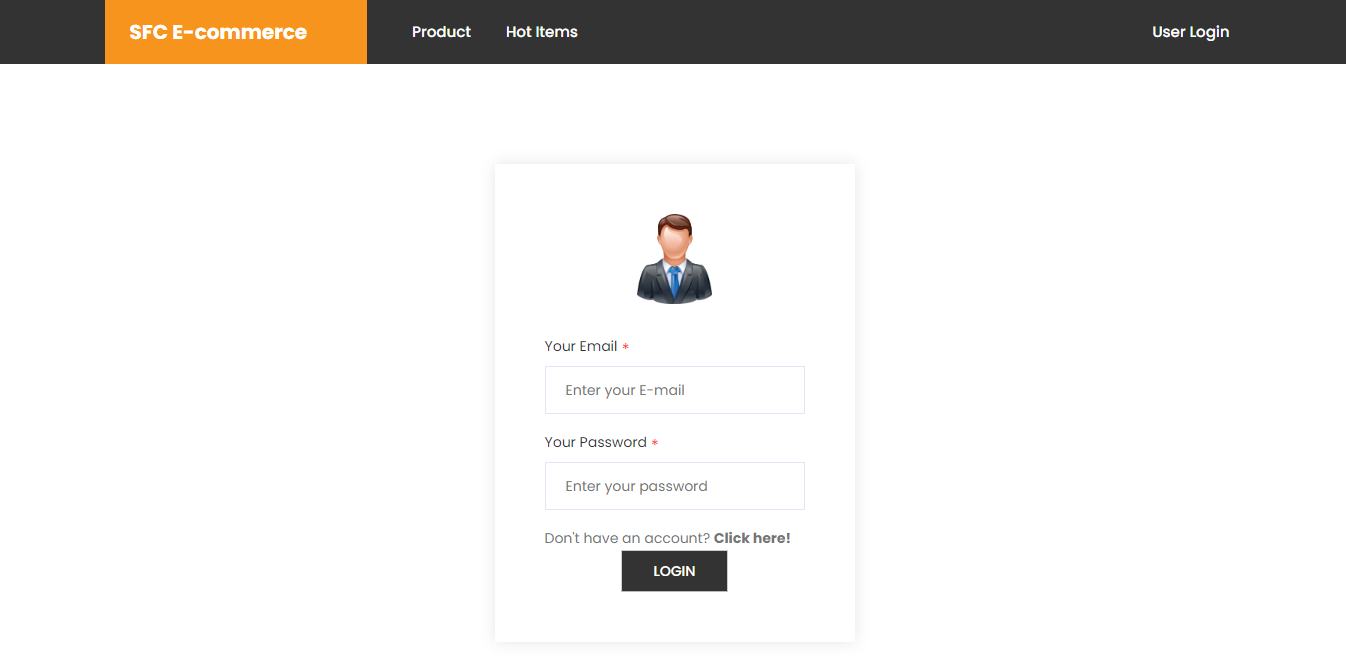 SFC E-commerce Product Hot Items User Login
Your Email *
Enter your E-mail
Your Password *
Enter your password
Don't have an account? Click here!
LOGIN